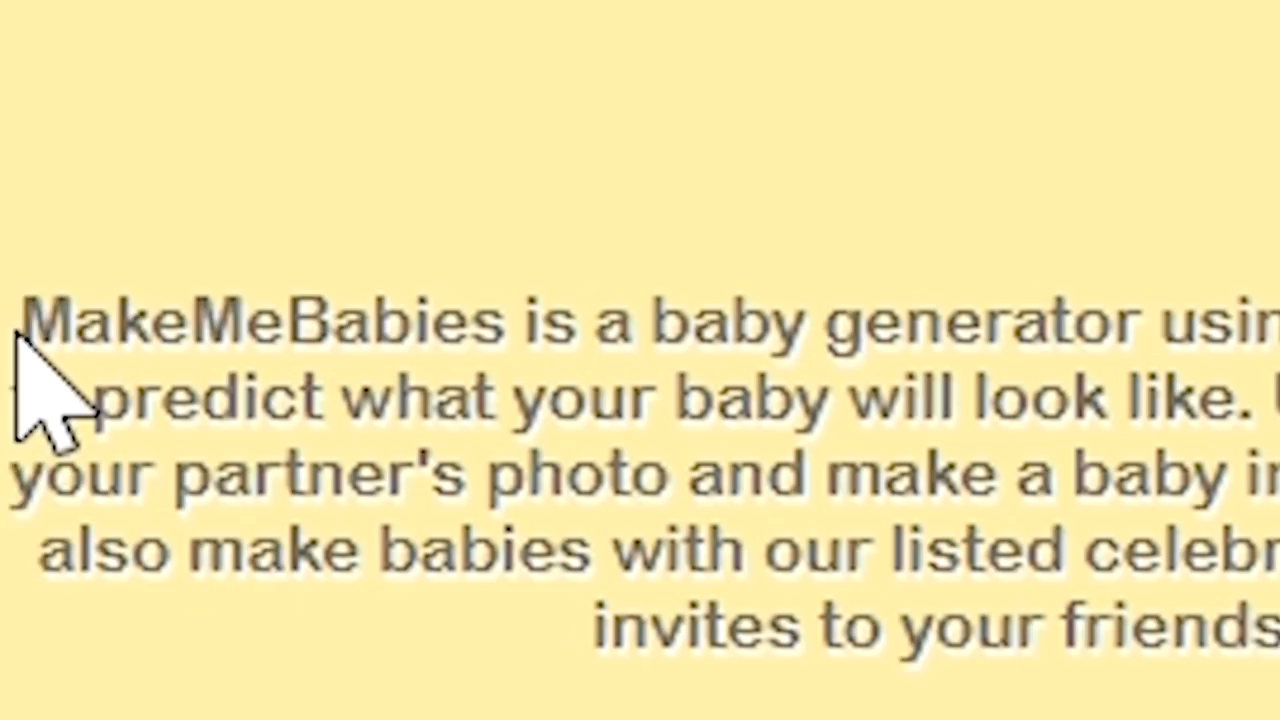 MakeMeBabies is a baby generator usin
predict what your baby will look like.
your partner's photo and make a baby in
also make babies with our listed celebr
invites to your friends